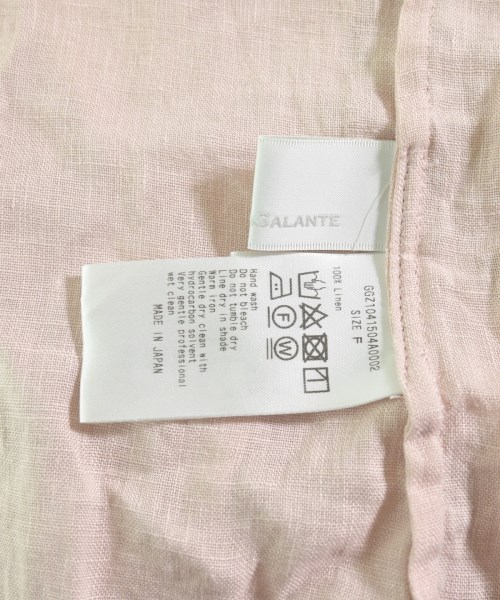 GALANTE
GGZ1041504A0002
SIZE F
100% Linen
Hand wash
Do not bleach
Do not tumble dry
Line dry in shade
Warm iron
Gentle dry clean with
hydrocarbon solvent
Very gentle professional
wet clean
MADE IN JAPAN